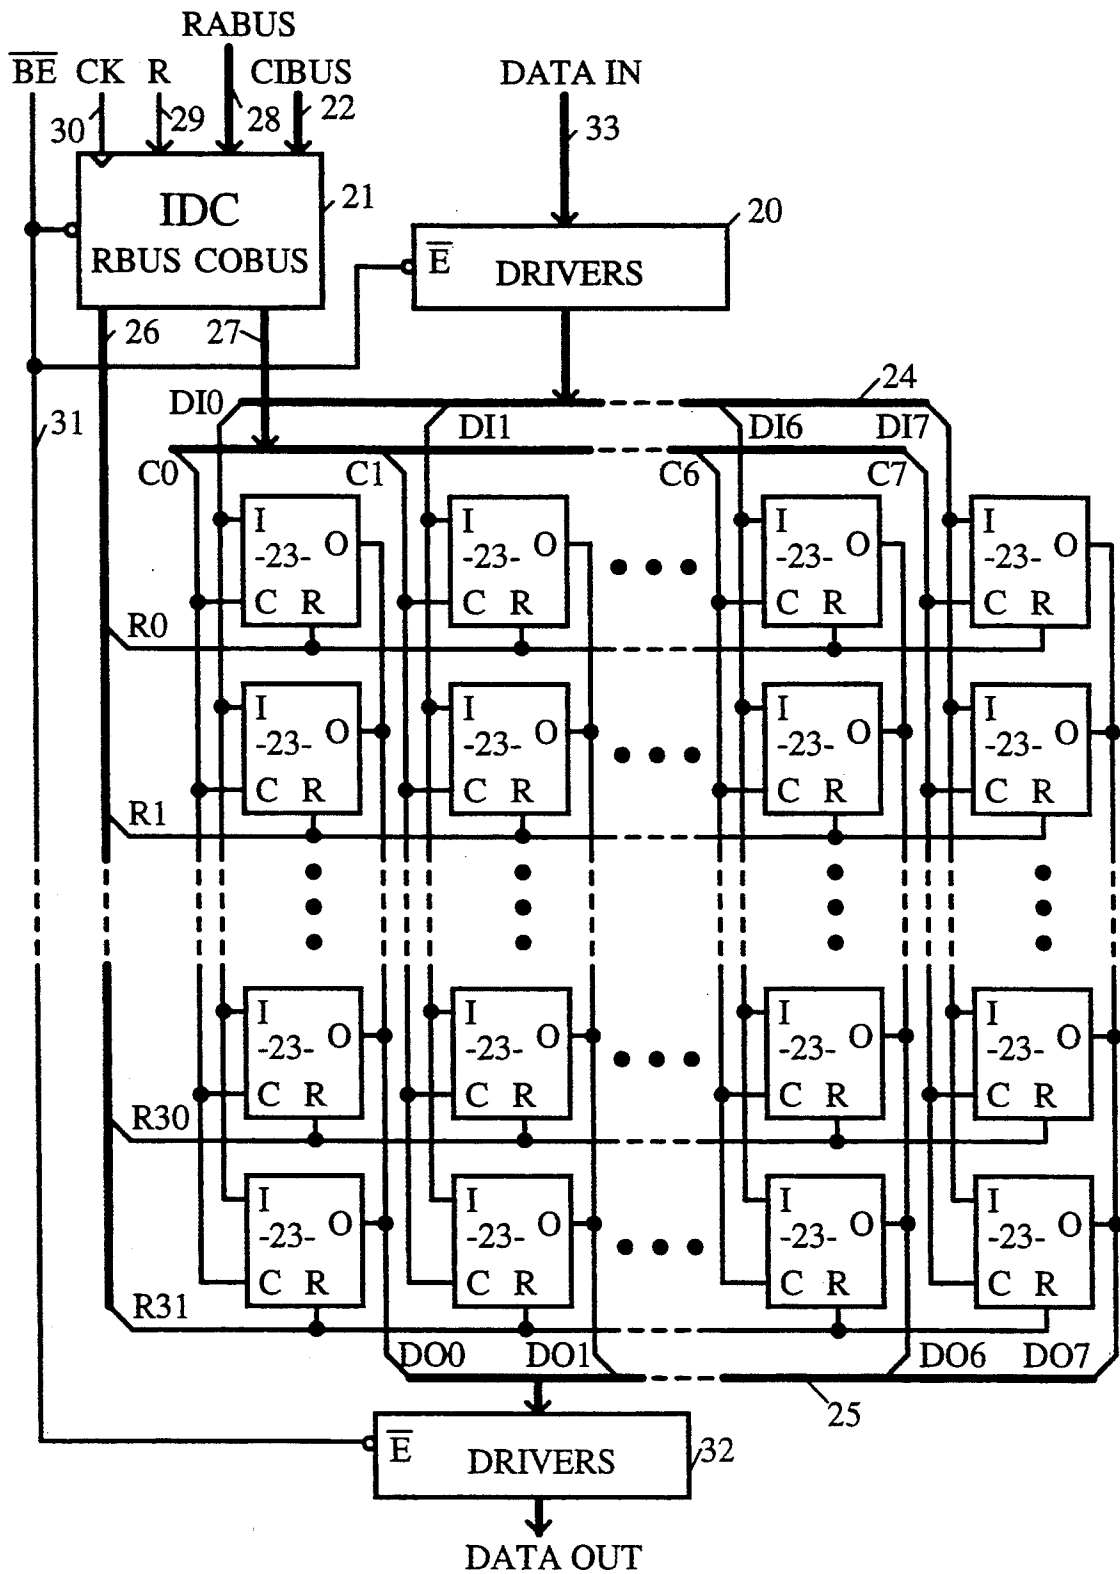 RABUS
BE CK R CIBUS DATA IN
30 29 28 22 33
IDC 21 20
RBUS COBUS E DRIVERS
26 27
31 DI0 DI1 DI6 DI7 24
C0 C1 C6 C7
I I I I
-23- O -23- O -23- O -23- O
C R C R C R C R
R0
I I I I
-23- O -23- O -23- O -23- O
C R C R C R C R
R1
I I I I
-23- O -23- O -23- O -23- O
C R C R C R C R
R30
I I I I
-23- O -23- O -23- O -23- O
C R C R C R C R
R31
DO0 DO1 DO6 DO7
25
E DRIVERS 32
DATA OUT